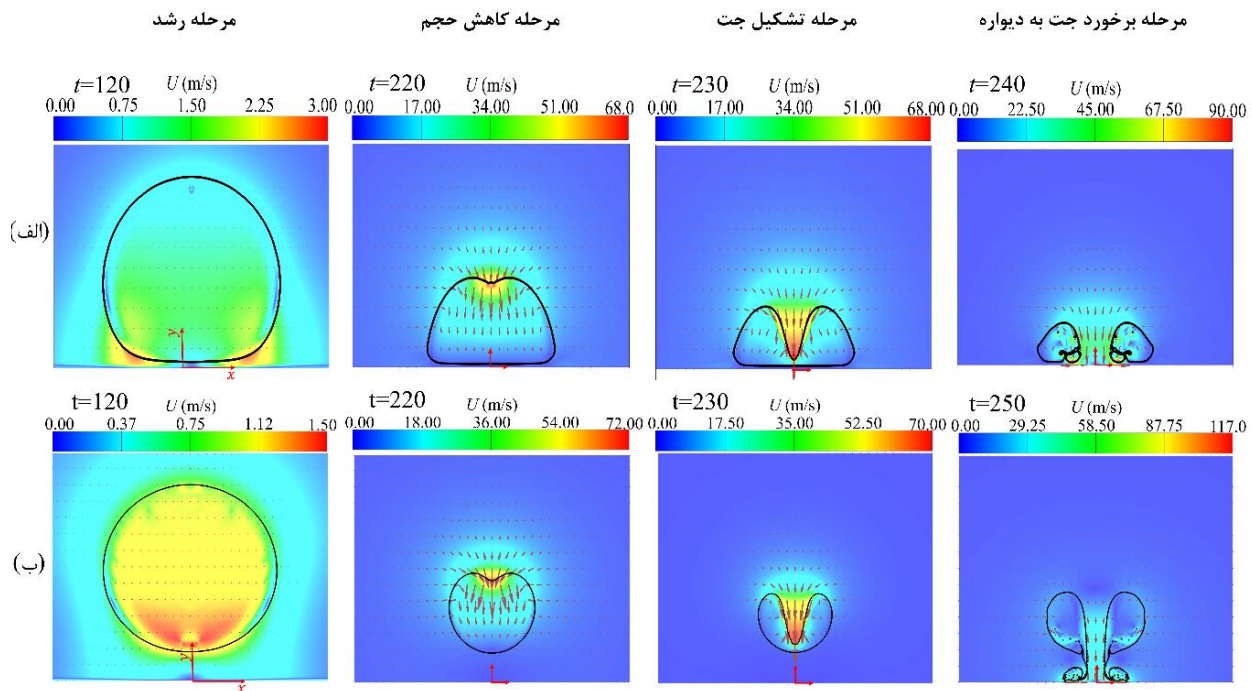 مرحله رشد
مرحله کاهش حجم
مرحله تشکیل جت
مرحله برخورد جت به دیواره
t=120 U (m/s)
0.00 0.75 1.50 2.25 3.00
t=220 U (m/s)
0.00 17.00 34.00 51.00 68.0
t=230 U (m/s)
0.00 17.00 34.00 51.00 68.00
t=240 U (m/s)
0.00 22.50 45.00 67.50 90.00
(الف)
y
x
t=120 U (m/s)
0.00 0.37 0.75 1.12 1.50
t=220 U (m/s)
0.00 18.00 36.00 54.00 72.00
t=230 U (m/s)
0.00 17.50 35.00 52.50 70.00
t=250 U (m/s)
0.00 29.25 58.50 87.75 117.0
(ب)
y
x